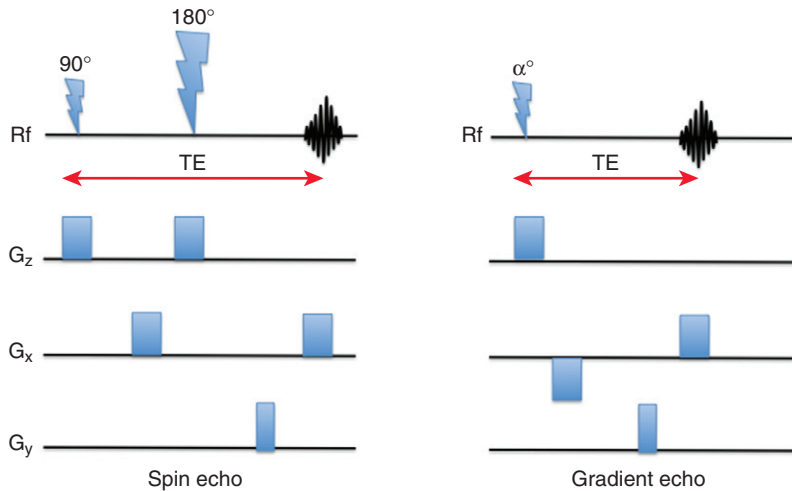 180°
90°
α°
Rf
Rf
TE
TE
Gz
Gx
Gy
Spin echo
Gradient echo